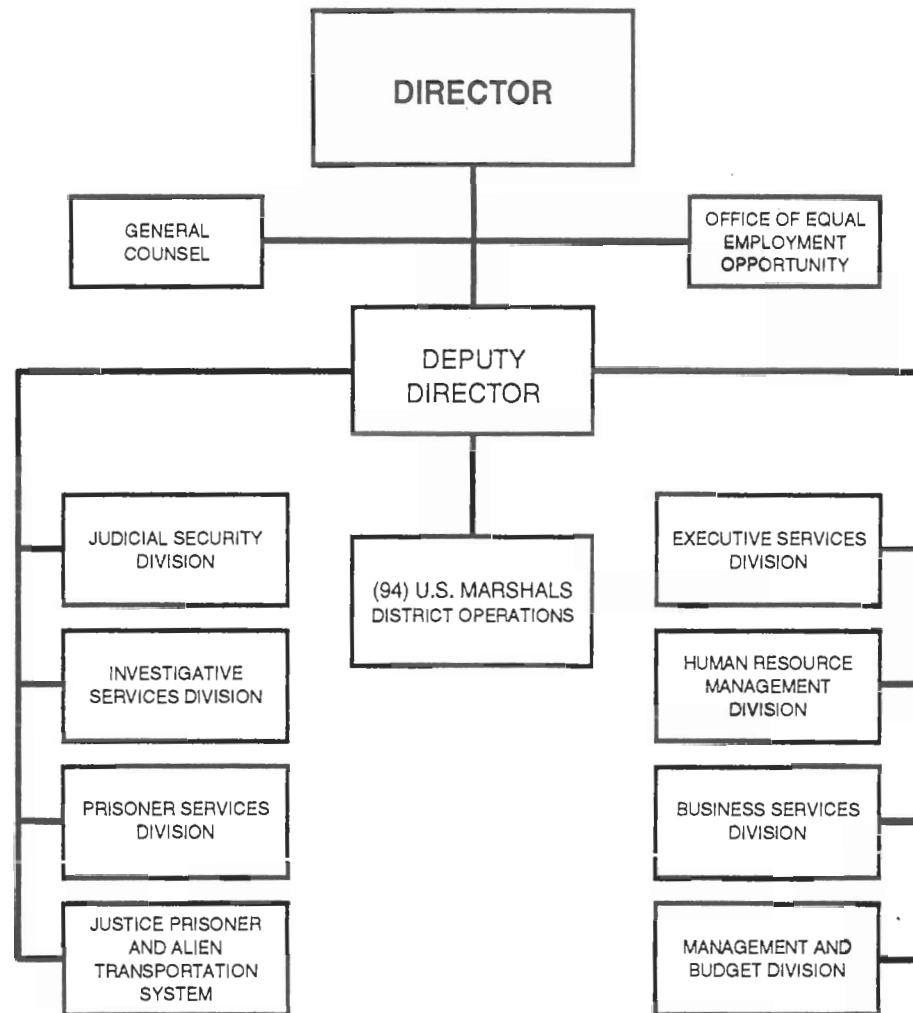 DIRECTOR
GENERAL
COUNSEL
OFFICE OF EQUAL
EMPLOYMENT
OPPORTUNITY
DEPUTY
DIRECTOR
JUDICIAL SECURITY
DIVISION
(94) U.S. MARSHALS
DISTRICT OPERATIONS
EXECUTIVE SERVICES
DIVISION
INVESTIGATIVE
SERVICES DIVISION
HUMAN RESOURCE
MANAGEMENT
DIVISION
PRISONER SERVICES
DIVISION
BUSINESS SERVICES
DIVISION
JUSTICE PRISONER
AND ALIEN
TRANSPORTATION
SYSTEM
MANAGEMENT AND
BUDGET DIVISION